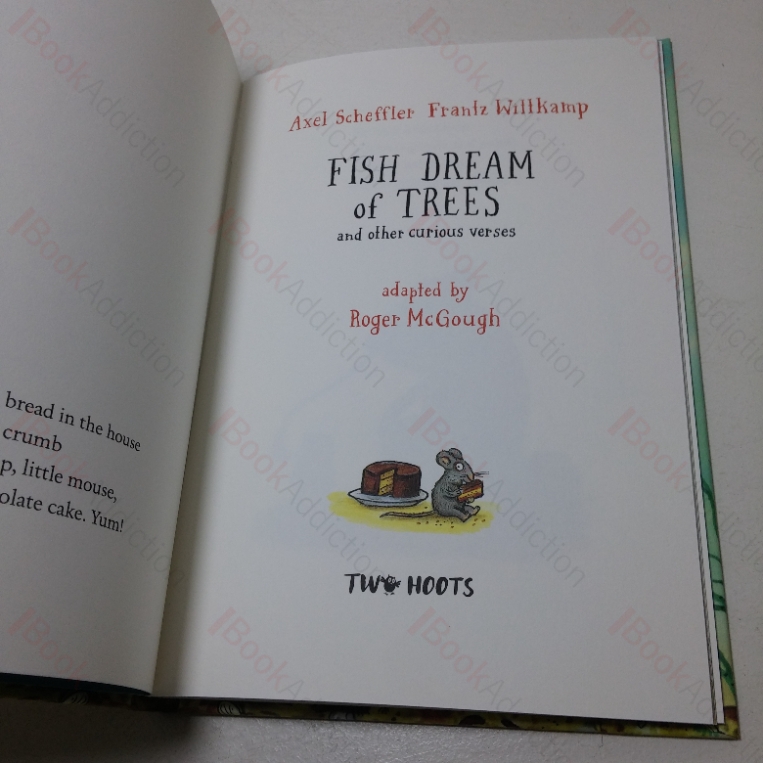 bread in the house
crumb
little mouse,
cake. Yum!
Axel Scheffler Frantz Wittkamp
FISH DREAM
of TREES
and other curious verses
adapted by
Roger McGough
TWO HOOTS
BookAddiction